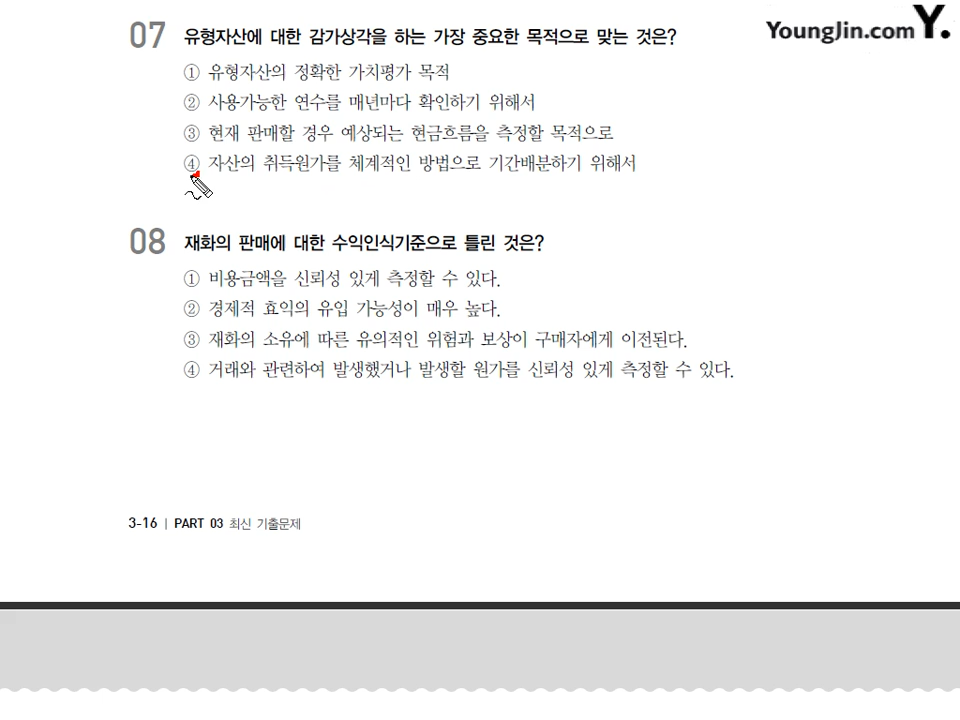 YoungJin.com Y.
07 유형자산에 대한 감가상각을 하는 가장 중요한 목적으로 맞는 것은?
① 유형자산의 정확한 가치평가 목적
② 사용가능한 연수를 매년마다 확인하기 위해서
③ 현재 판매할 경우 예상되는 현금흐름을 측정할 목적으로
④ 자산의 취득원가를 체계적인 방법으로 기간배분하기 위해서
08 재화의 판매에 대한 수익인식기준으로 틀린 것은?
① 비용금액을 신뢰성 있게 측정할 수 있다.
② 경제적 효익의 유입 가능성이 매우 높다.
③ 재화의 소유에 따른 유의적인 위험과 보상이 구매자에게 이전된다.
④ 거래와 관련하여 발생했거나 발생할 원가를 신뢰성 있게 측정할 수 있다.
3-16 | PART 03 최신 기출문제